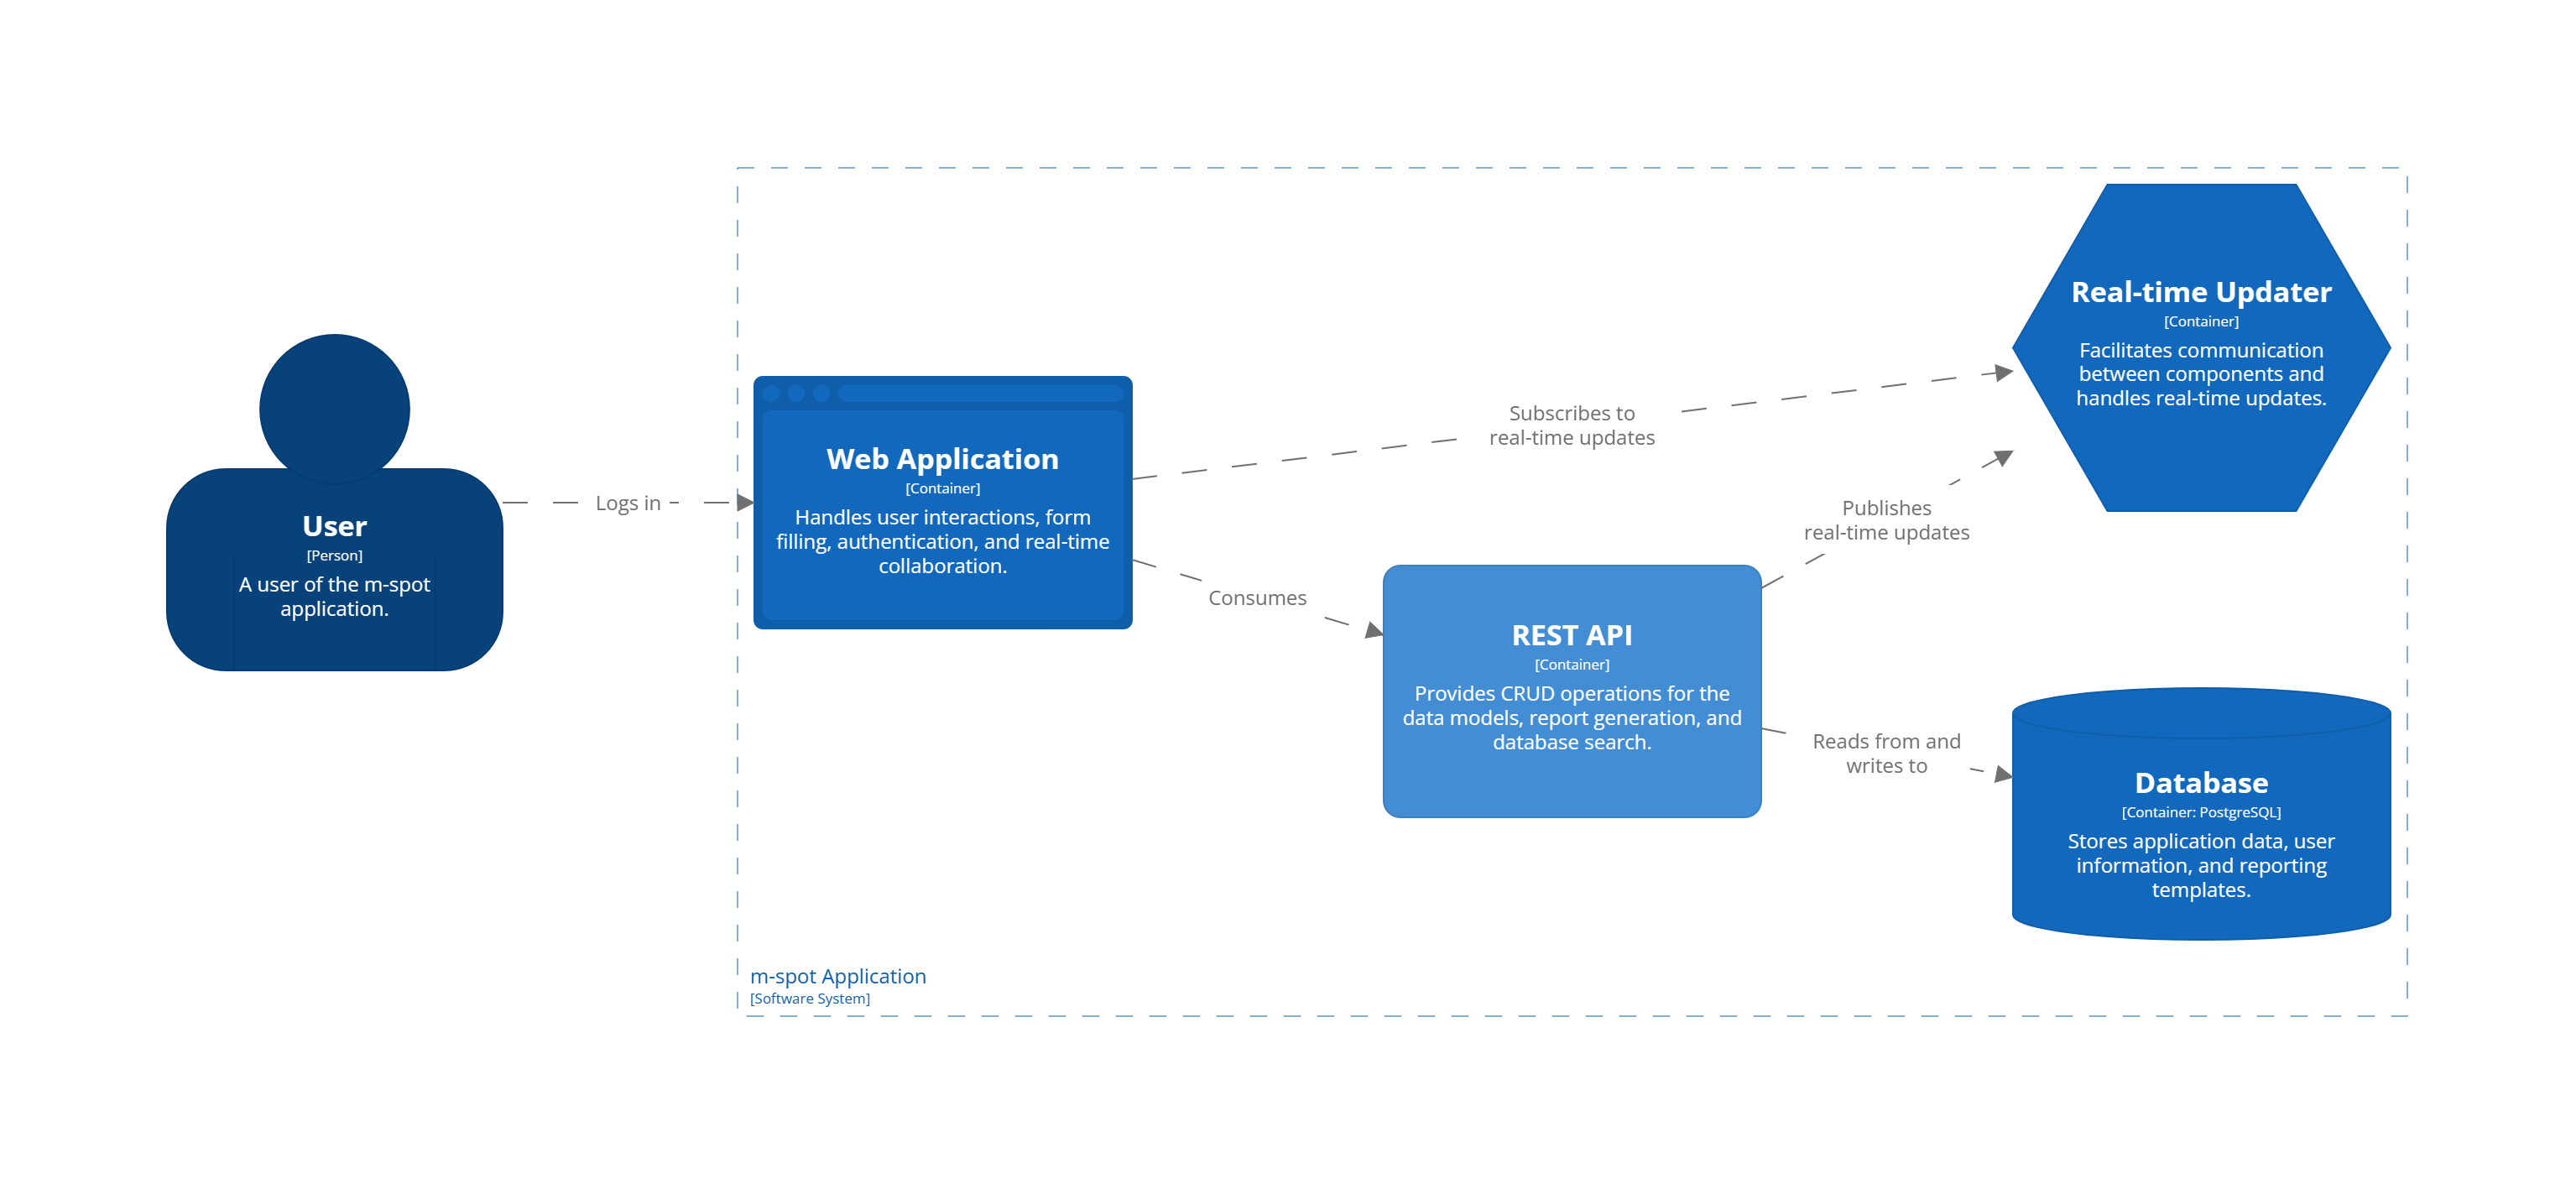 User
[Person]
A user of the m-spot
application.
Logs in
Web Application
[Container]
Handles user interactions, form
filling, authentication, and real-time
collaboration.
Subscribes to
real-time updates
Consumes
REST API
[Container]
Provides CRUD operations for the
data models, report generation, and
database search.
Publishes
real-time updates
Reads from and
writes to
Real-time Updater
[Container]
Facilitates communication
between components and
handles real-time updates.
Database
[Container: PostgreSQL]
Stores application data, user
information, and reporting
templates.
m-spot Application
[Software System]